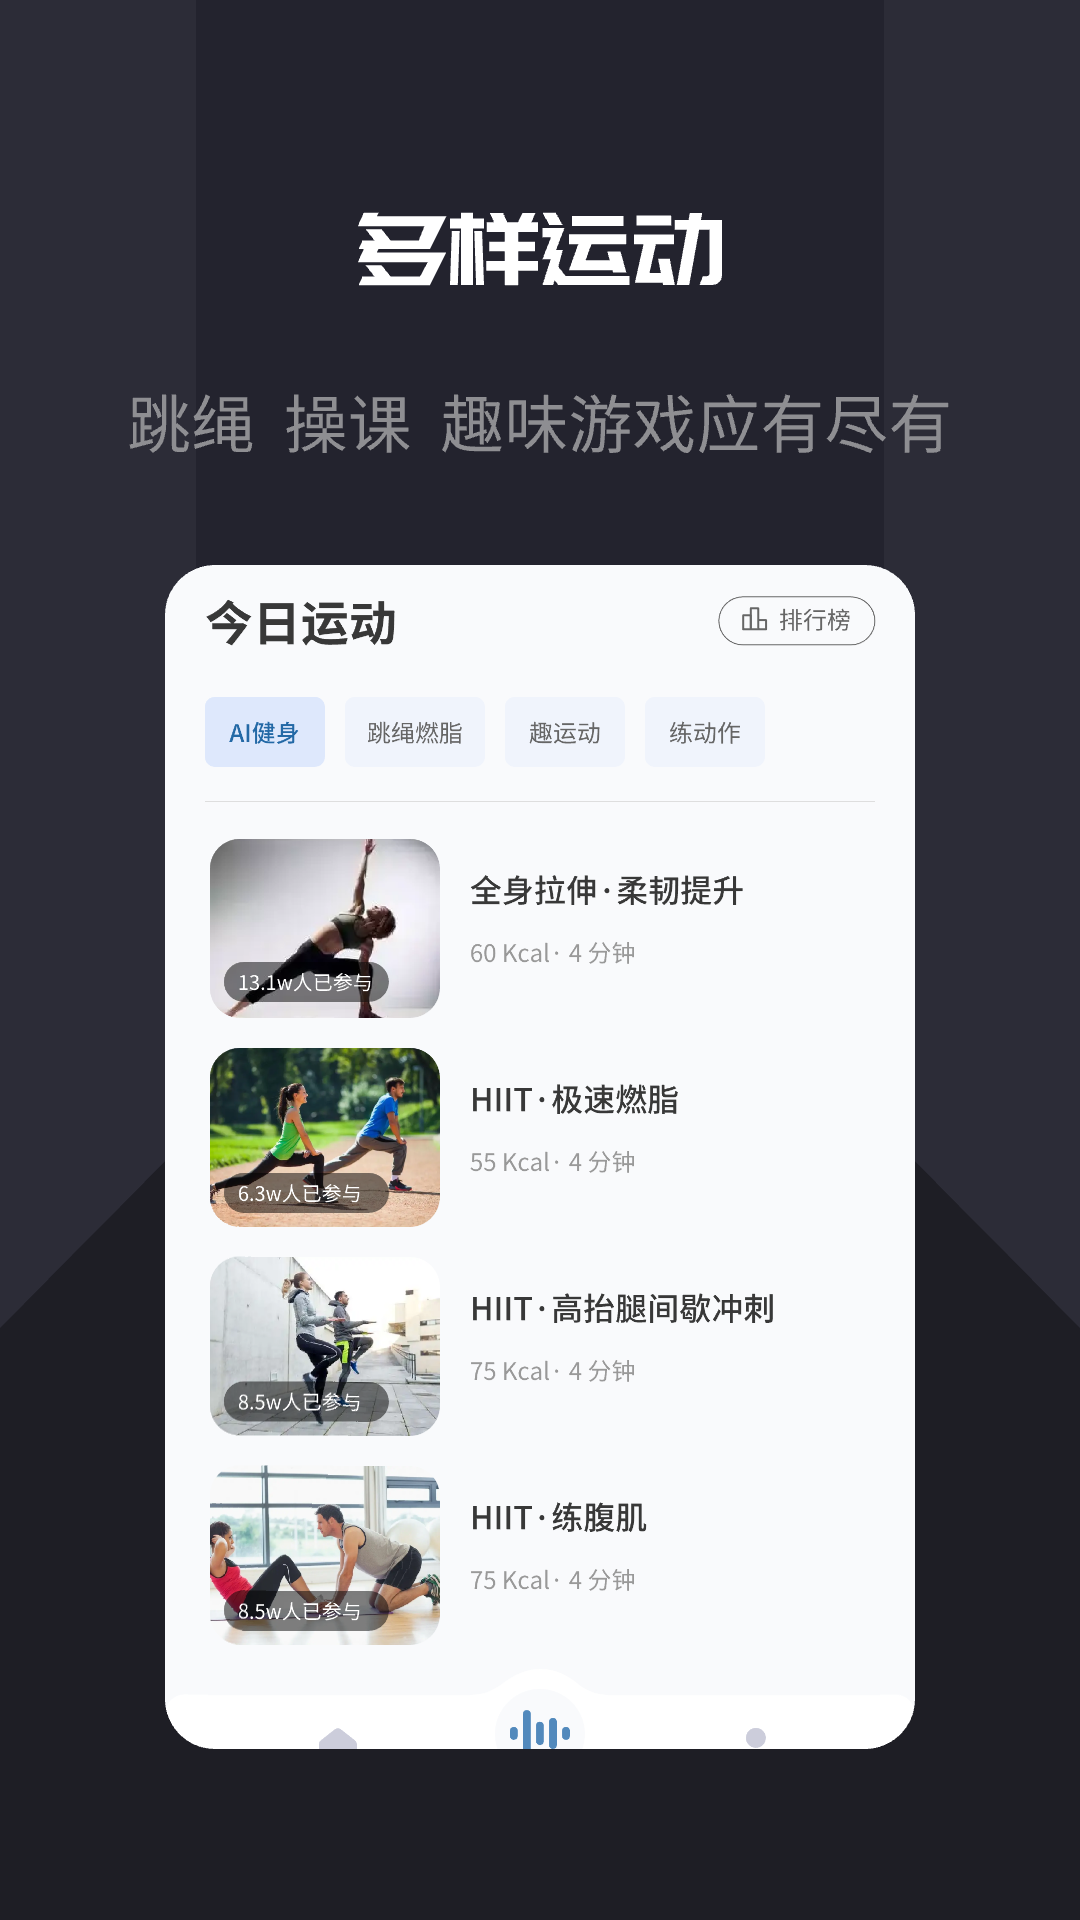 多样运动
跳绳 操课 趣味游戏应有尽有
今日运动
排行榜
AI健身
跳绳燃脂
趣运动
练动作
全身拉伸·柔韧提升
60 Kcal· 4 分钟
13.1w人已参与
HIIT·极速燃脂
55 Kcal· 4 分钟
6.3w人已参与
HIIT·高抬腿间歇冲刺
75 Kcal· 4 分钟
8.5w人已参与
HIIT·练腹肌
75 Kcal· 4 分钟
8.5w人已参与